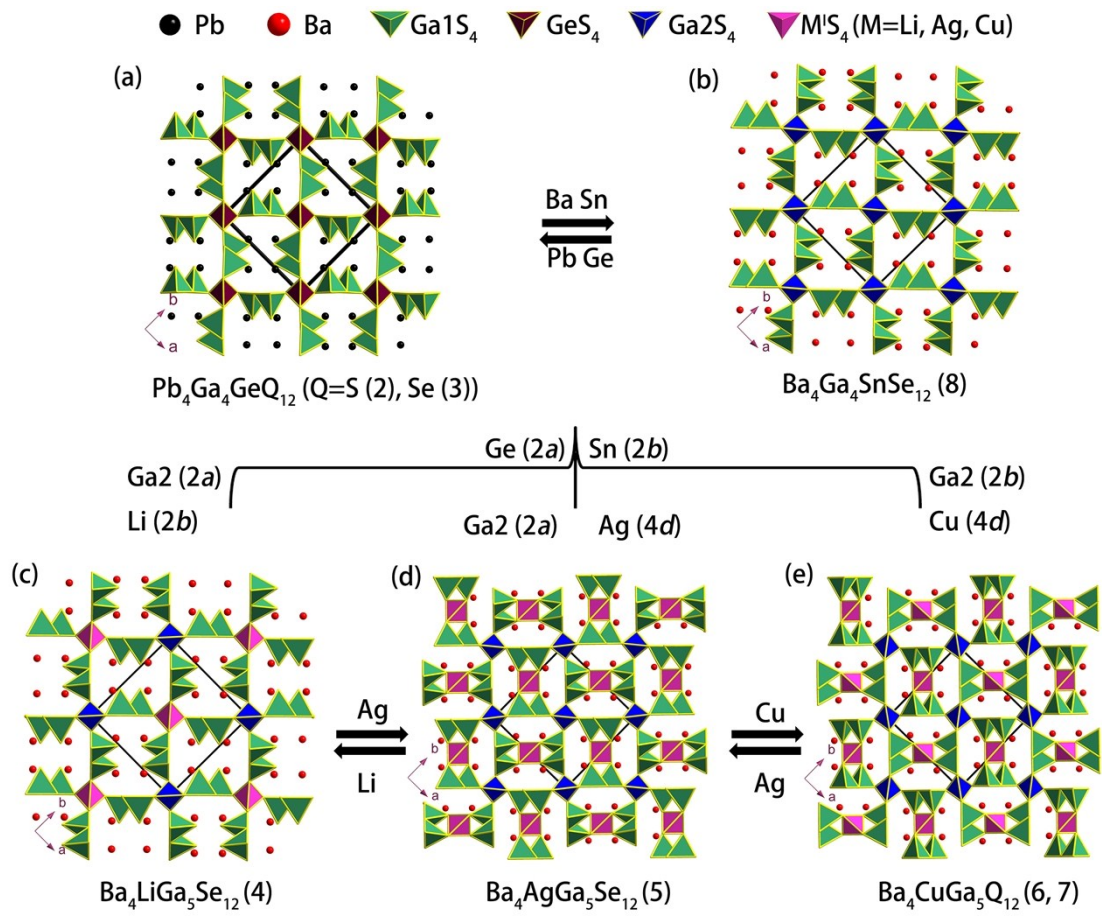 Pb Ba Ga1S₄ GeS₄ Ga2S₄ MᴵS₄ (M=Li, Ag, Cu)
(a)
(b)
Ba Sn
Pb Ge
b
a
b
a
Pb₄Ga₄GeQ₁₂ (Q=S (2), Se (3))
Ba₄Ga₄SnSe₁₂ (8)
Ge (2a) Sn (2b)
Ga2 (2a)
Ga2 (2b)
Li (2b)
Ga2 (2a) Ag (4d)
Cu (4d)
(c)
(d)
(e)
Ag
Li
Cu
Ag
b
a
b
a
b
a
Ba₄LiGa₅Se₁₂ (4)
Ba₄AgGa₅Se₁₂ (5)
Ba₄CuGa₅Q₁₂ (6, 7)